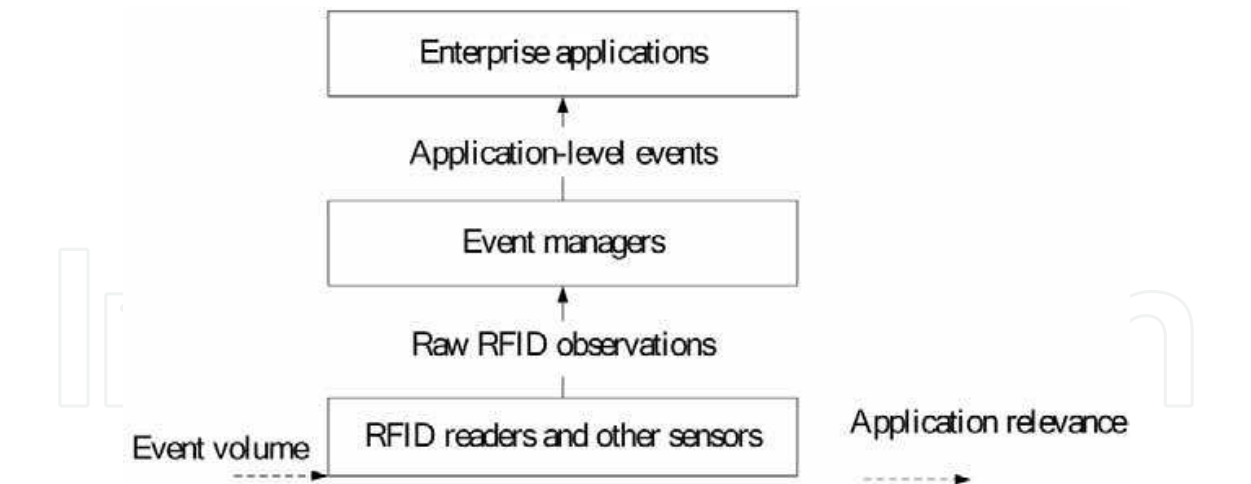 Enterprise applications
Application-level events
Event managers
Raw RFID observations
RFID readers and other sensors
Event volume
Application relevance